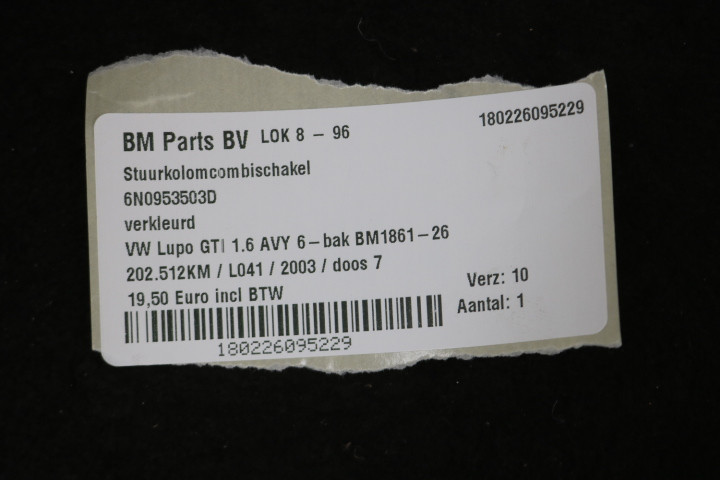 BM Parts BV LOK 8 - 96 180226095229
Stuurkolomcombischakel
6N0953503D
verkleurd
VW Lupo GTI 1.6 AVY 6-bak BM1861-26
202.512KM / L041 / 2003 / doos 7
19,50 Euro incl BTW
Verz: 10
Aantal: 1
180226095229